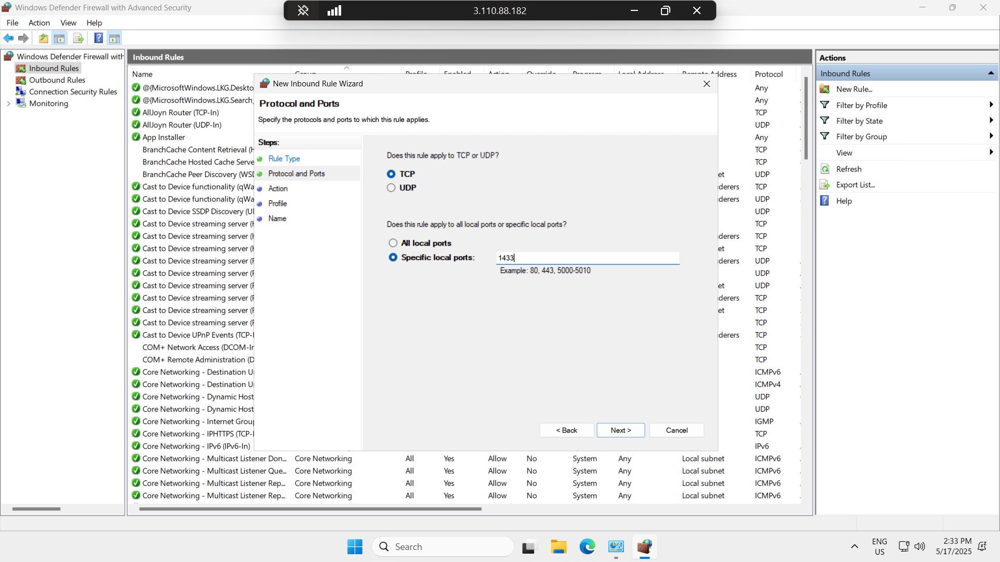 Windows Defender Firewall with Advanced Security
3.110.88.182
File Action View Help
Windows Defender Firewall with
Inbound Rules
Outbound Rules
Connection Security Rules
Monitoring
Inbound Rules
Name Group Profile Enabled Action Override Program Local Address Remote Address Protocol
@{MicrosoftWindows.LKG.Deskto Any
@{MicrosoftWindows.LKG.Search_ Any
AllJoyn Router (TCP-In) TCP
AllJoyn Router (UDP-In) UDP
App Installer Any
BranchCache Content Retrieval (H TCP
BranchCache Hosted Cache Serve TCP
BranchCache Peer Discovery (WSD et UDP
Cast to Device functionality (qWa derers TCP
Cast to Device functionality (qWa derers UDP
Cast to Device SSDP Discovery (UD UDP
Cast to Device streaming server (H TCP
Cast to Device streaming server (H derers TCP
Cast to Device streaming server (H et TCP
Cast to Device streaming server (R derers UDP
Cast to Device streaming server (R UDP
Cast to Device streaming server (R et UDP
Cast to Device streaming server (R derers TCP
Cast to Device streaming server (R et TCP
Cast to Device streaming server (R TCP
Cast to Device UPnP Events (TCP-I derers TCP
COM+ Network Access (DCOM-In TCP
COM+ Remote Administration (D TCP
Core Networking - Destination Un ICMPv6
Core Networking - Destination Un ICMPv4
Core Networking - Dynamic Host UDP
Core Networking - Dynamic Host UDP
Core Networking - Internet Group IGMP
Core Networking - IPHTTPS (TCP-I TCP
Core Networking - IPv6 (IPv6-In) IPv6
Core Networking - Multicast Listener Don... Core Networking All Yes Allow No System Any Local subnet ICMPv6
Core Networking - Multicast Listener Que... Core Networking All Yes Allow No System Any Local subnet ICMPv6
Core Networking - Multicast Listener Rep... Core Networking All Yes Allow No System Any Local subnet ICMPv6
Core Networking - Multicast Listener Rep... Core Networking All Yes Allow No System Any Local subnet ICMPv6
New Inbound Rule Wizard
Protocol and Ports
Specify the protocols and ports to which this rule applies.
Steps:
Rule Type
Protocol and Ports
Action
Profile
Name
Does this rule apply to TCP or UDP?
TCP
UDP
Does this rule apply to all local ports or specific local ports?
All local ports
Specific local ports: 1433
Example: 80, 443, 5000-5010
< Back Next > Cancel
Actions
Inbound Rules
New Rule...
Filter by Profile
Filter by State
Filter by Group
View
Refresh
Export List...
Help
Search
ENG
US
2:33 PM
5/17/2025